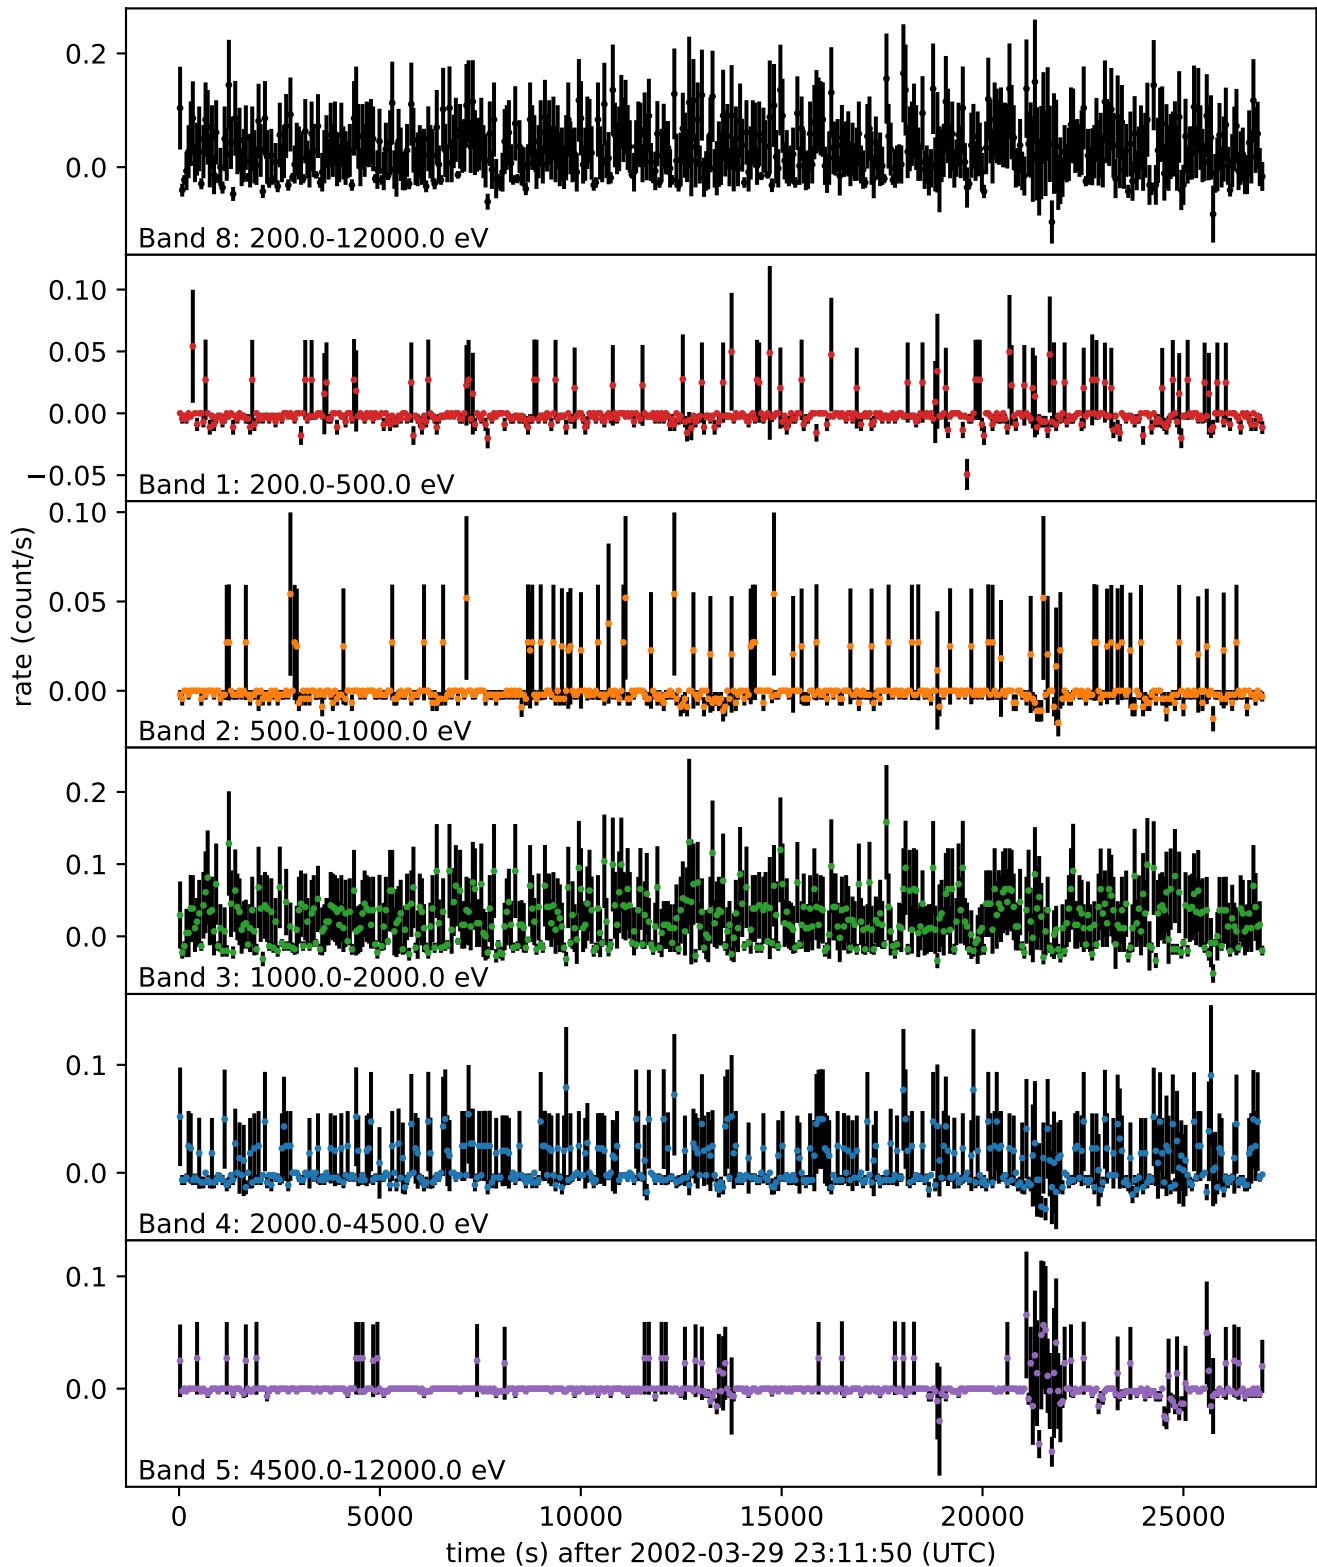 0.2
0.0
Band 8: 200.0-12000.0 eV
0.10
0.05
0.00
−0.05
Band 1: 200.0-500.0 eV
0.10
0.05
0.00
Band 2: 500.0-1000.0 eV
rate (count/s)
0.2
0.1
0.0
Band 3: 1000.0-2000.0 eV
0.1
0.0
Band 4: 2000.0-4500.0 eV
0.1
0.0
Band 5: 4500.0-12000.0 eV
0 5000 10000 15000 20000 25000
time (s) after 2002-03-29 23:11:50 (UTC)